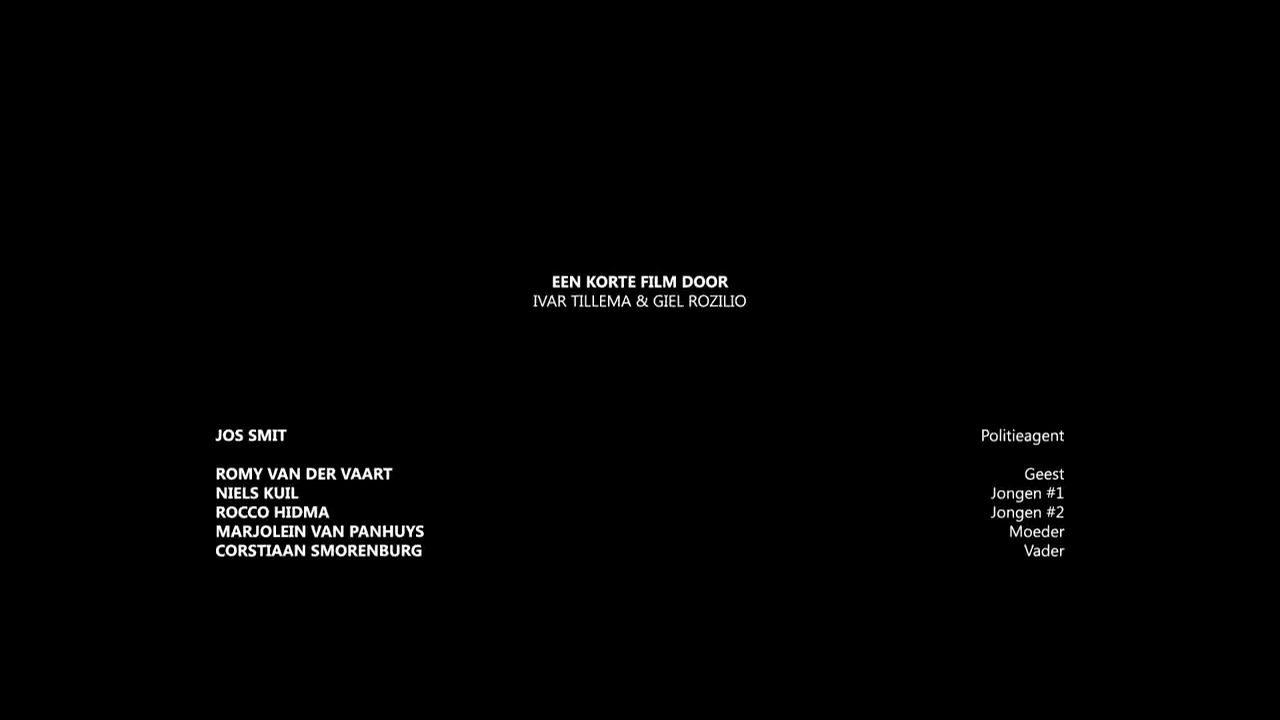 EEN KORTE FILM DOOR
IVAR TILLEMA & GIEL ROZILIO
JOS SMIT Politieagent
ROMY VAN DER VAART Geest
NIELS KUIL Jongen #1
ROCCO HIDMA Jongen #2
MARJOLEIN VAN PANHUYS Moeder
CORSTIAAN SMORENBURG Vader